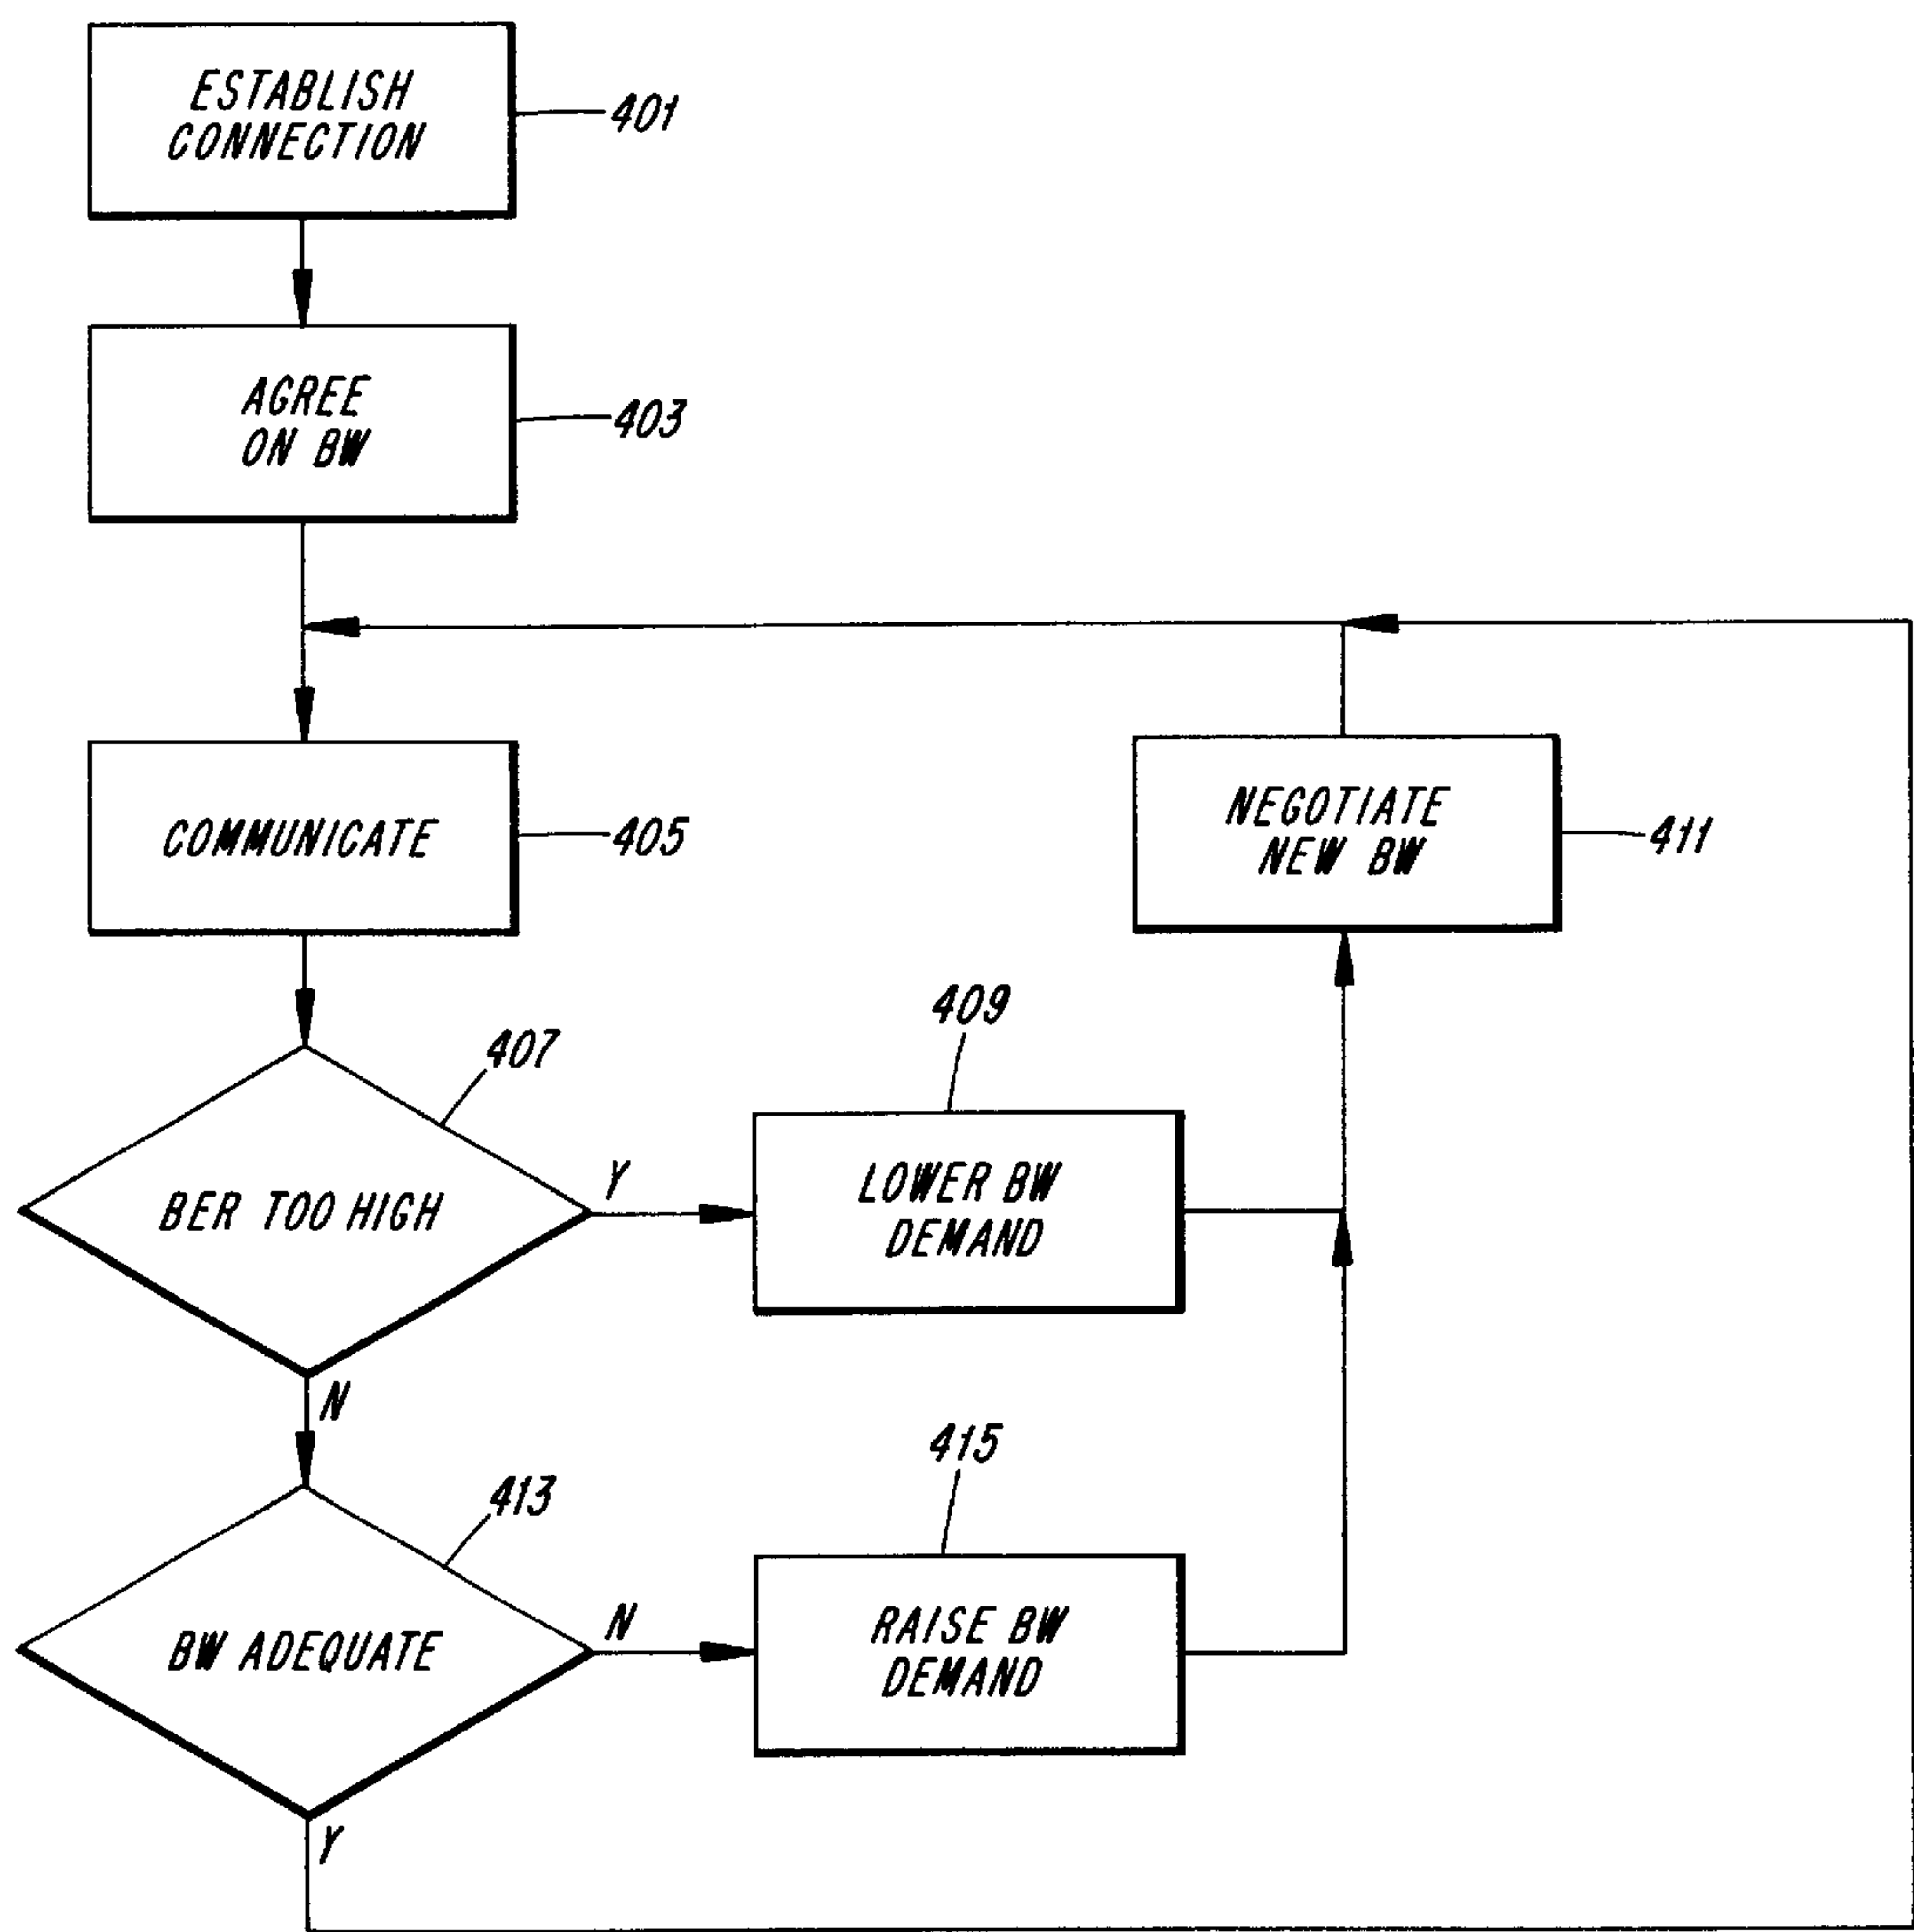 ESTABLISH
CONNECTION
401
AGREE
ON BW
403
COMMUNICATE
405
NEGOTIATE
NEW BW
411
409
407
BER TOO HIGH
Y
LOWER BW
DEMAND
N
415
413
BW ADEQUATE
N
RAISE BW
DEMAND
Y